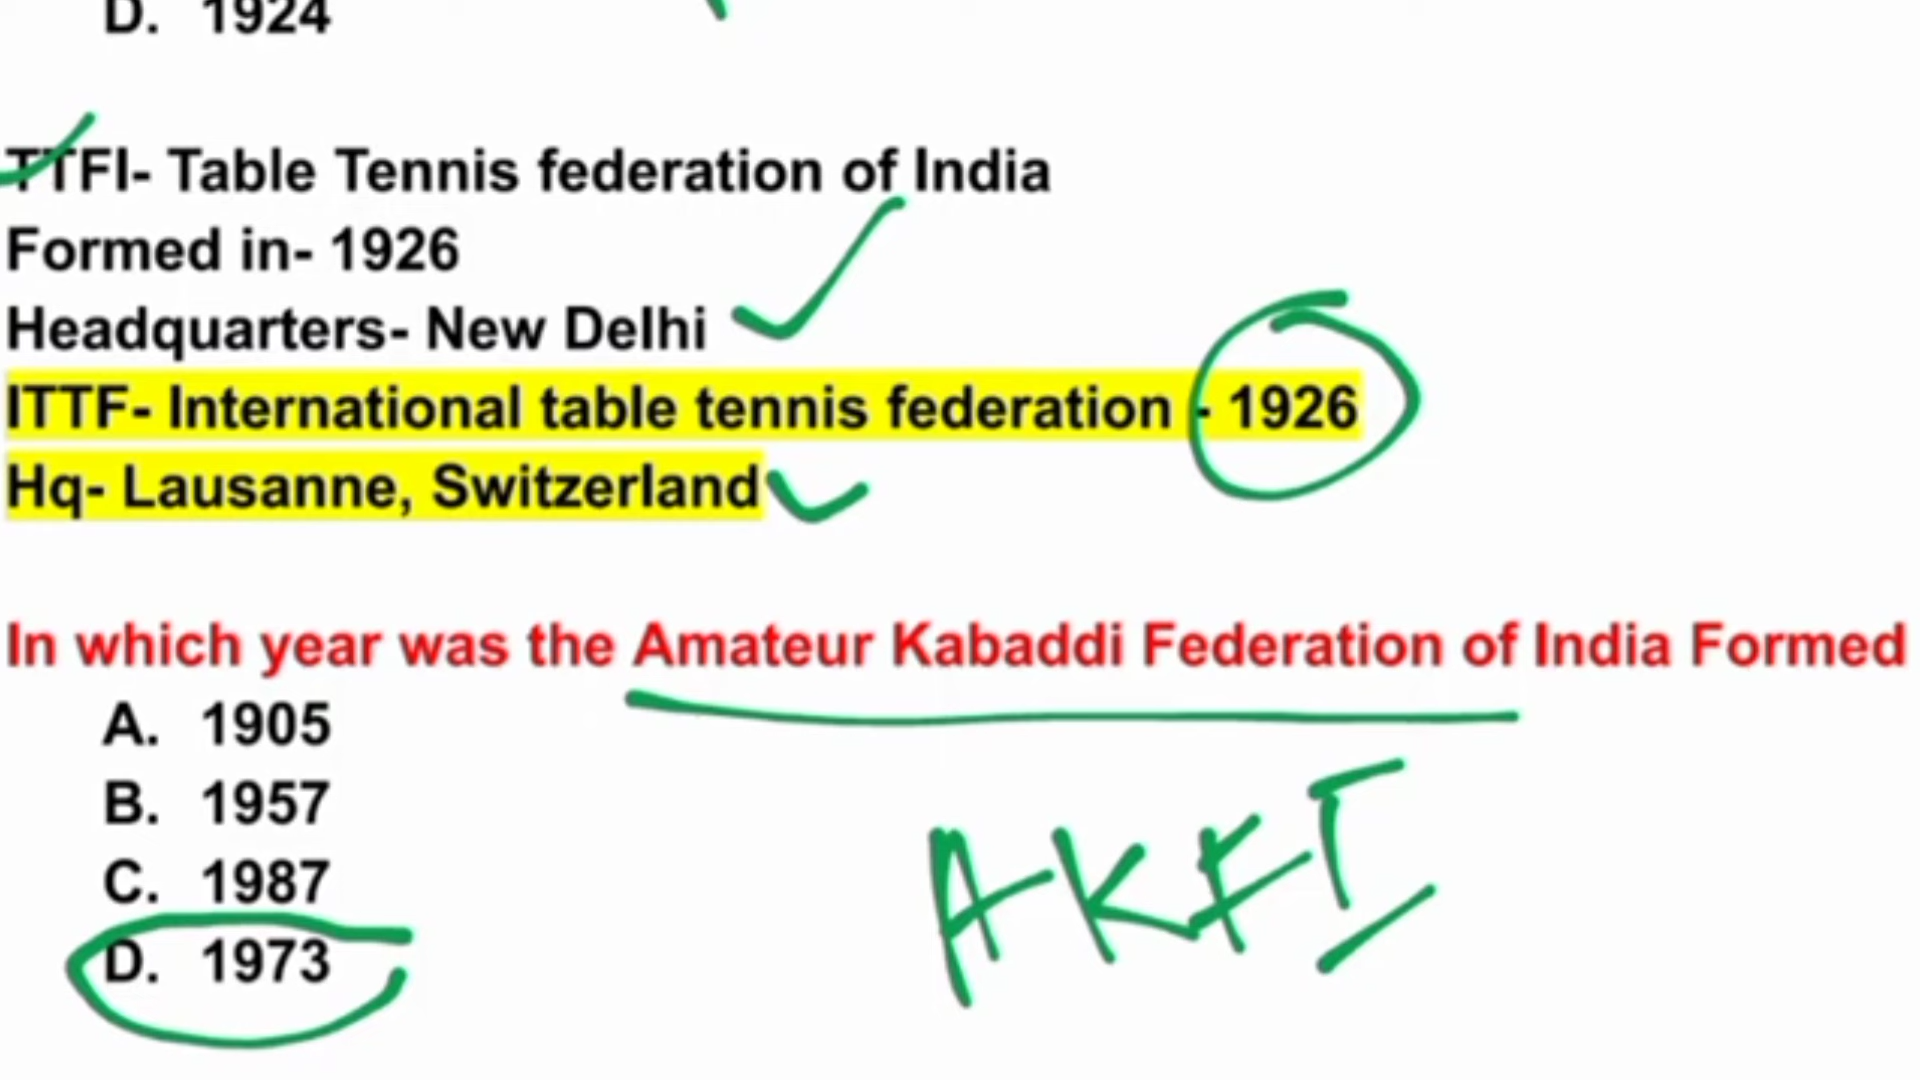 D. 1924
TTFI- Table Tennis federation of India
Formed in- 1926
Headquarters- New Delhi
ITTF- International table tennis federation - 1926
Hq- Lausanne, Switzerland
In which year was the Amateur Kabaddi Federation of India Formed
A. 1905
B. 1957
C. 1987
D. 1973
AKFI